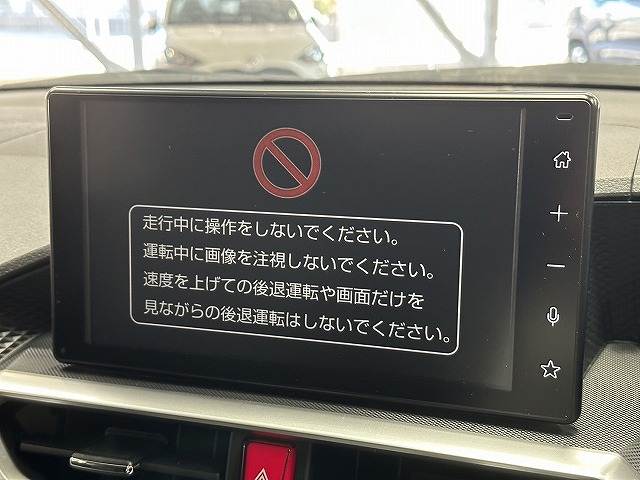 走行中に操作をしないでください。
運転中に画像を注視しないでください。
速度を上げての後退運転や画面だけを
見ながらの後退運転はしないでください。